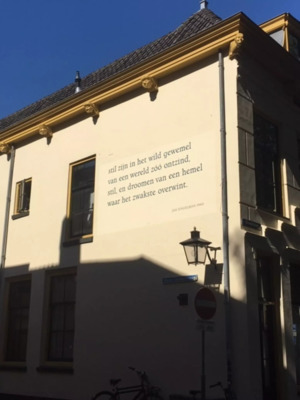 stil zijn in het wild gewemel
van een wereld zóó ontzind,
stil, en droomen van een hemel
waar het zwakste overwint.